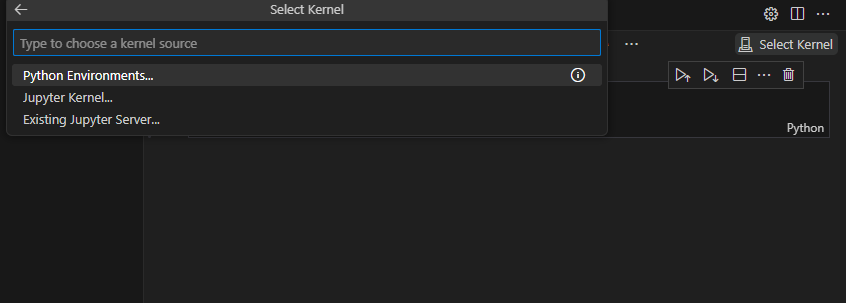 Select Kernel
Type to choose a kernel source
Select Kernel
Python Environments...
Jupyter Kernel...
Existing Jupyter Server...
Python